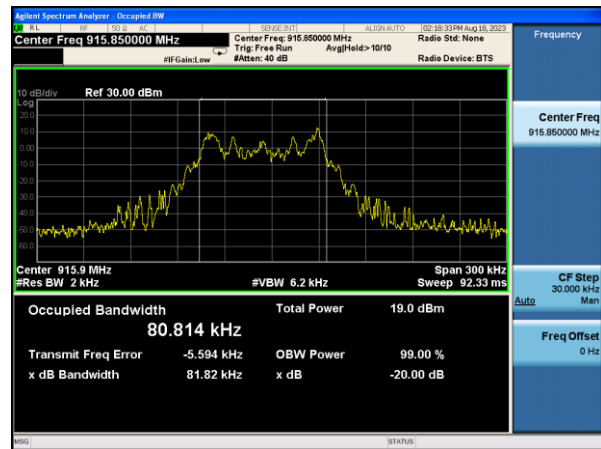 Agilent Spectrum Analyzer - Occupied BW
RL RF 50 Ω AC SENSE:INT ALIGNAUTO 02:18:33 PM Aug 18, 2023
Center Freq 915.850000 MHz
Center Freq: 915.850000 MHz
Radio Std: None
Trig: Free Run Avg|Hold:>10/10
#IFGain:Low #Atten: 40 dB Radio Device: BTS
Frequency
10 dB/div Ref 30.00 dBm
Log
20.0
10.0
0.00
-10.0
-20.0
-30.0
-40.0
-50.0
-60.0
Center Freq
915.850000 MHz
Center 915.9 MHz Span 300 kHz
#Res BW 2 kHz #VBW 6.2 kHz Sweep 92.33 ms
CF Step
30.000 kHz
Auto Man
Occupied Bandwidth Total Power 19.0 dBm
80.814 kHz
Transmit Freq Error -5.594 kHz OBW Power 99.00 %
x dB Bandwidth 81.82 kHz x dB -20.00 dB
Freq Offset
0 Hz
MSG STATUS